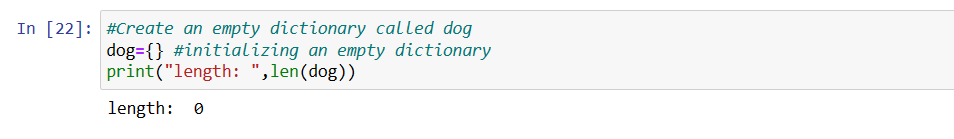 In [22]: #Create an empty dictionary called dog
dog={} #initializing an empty dictionary
print("length: ",len(dog))
length:  0